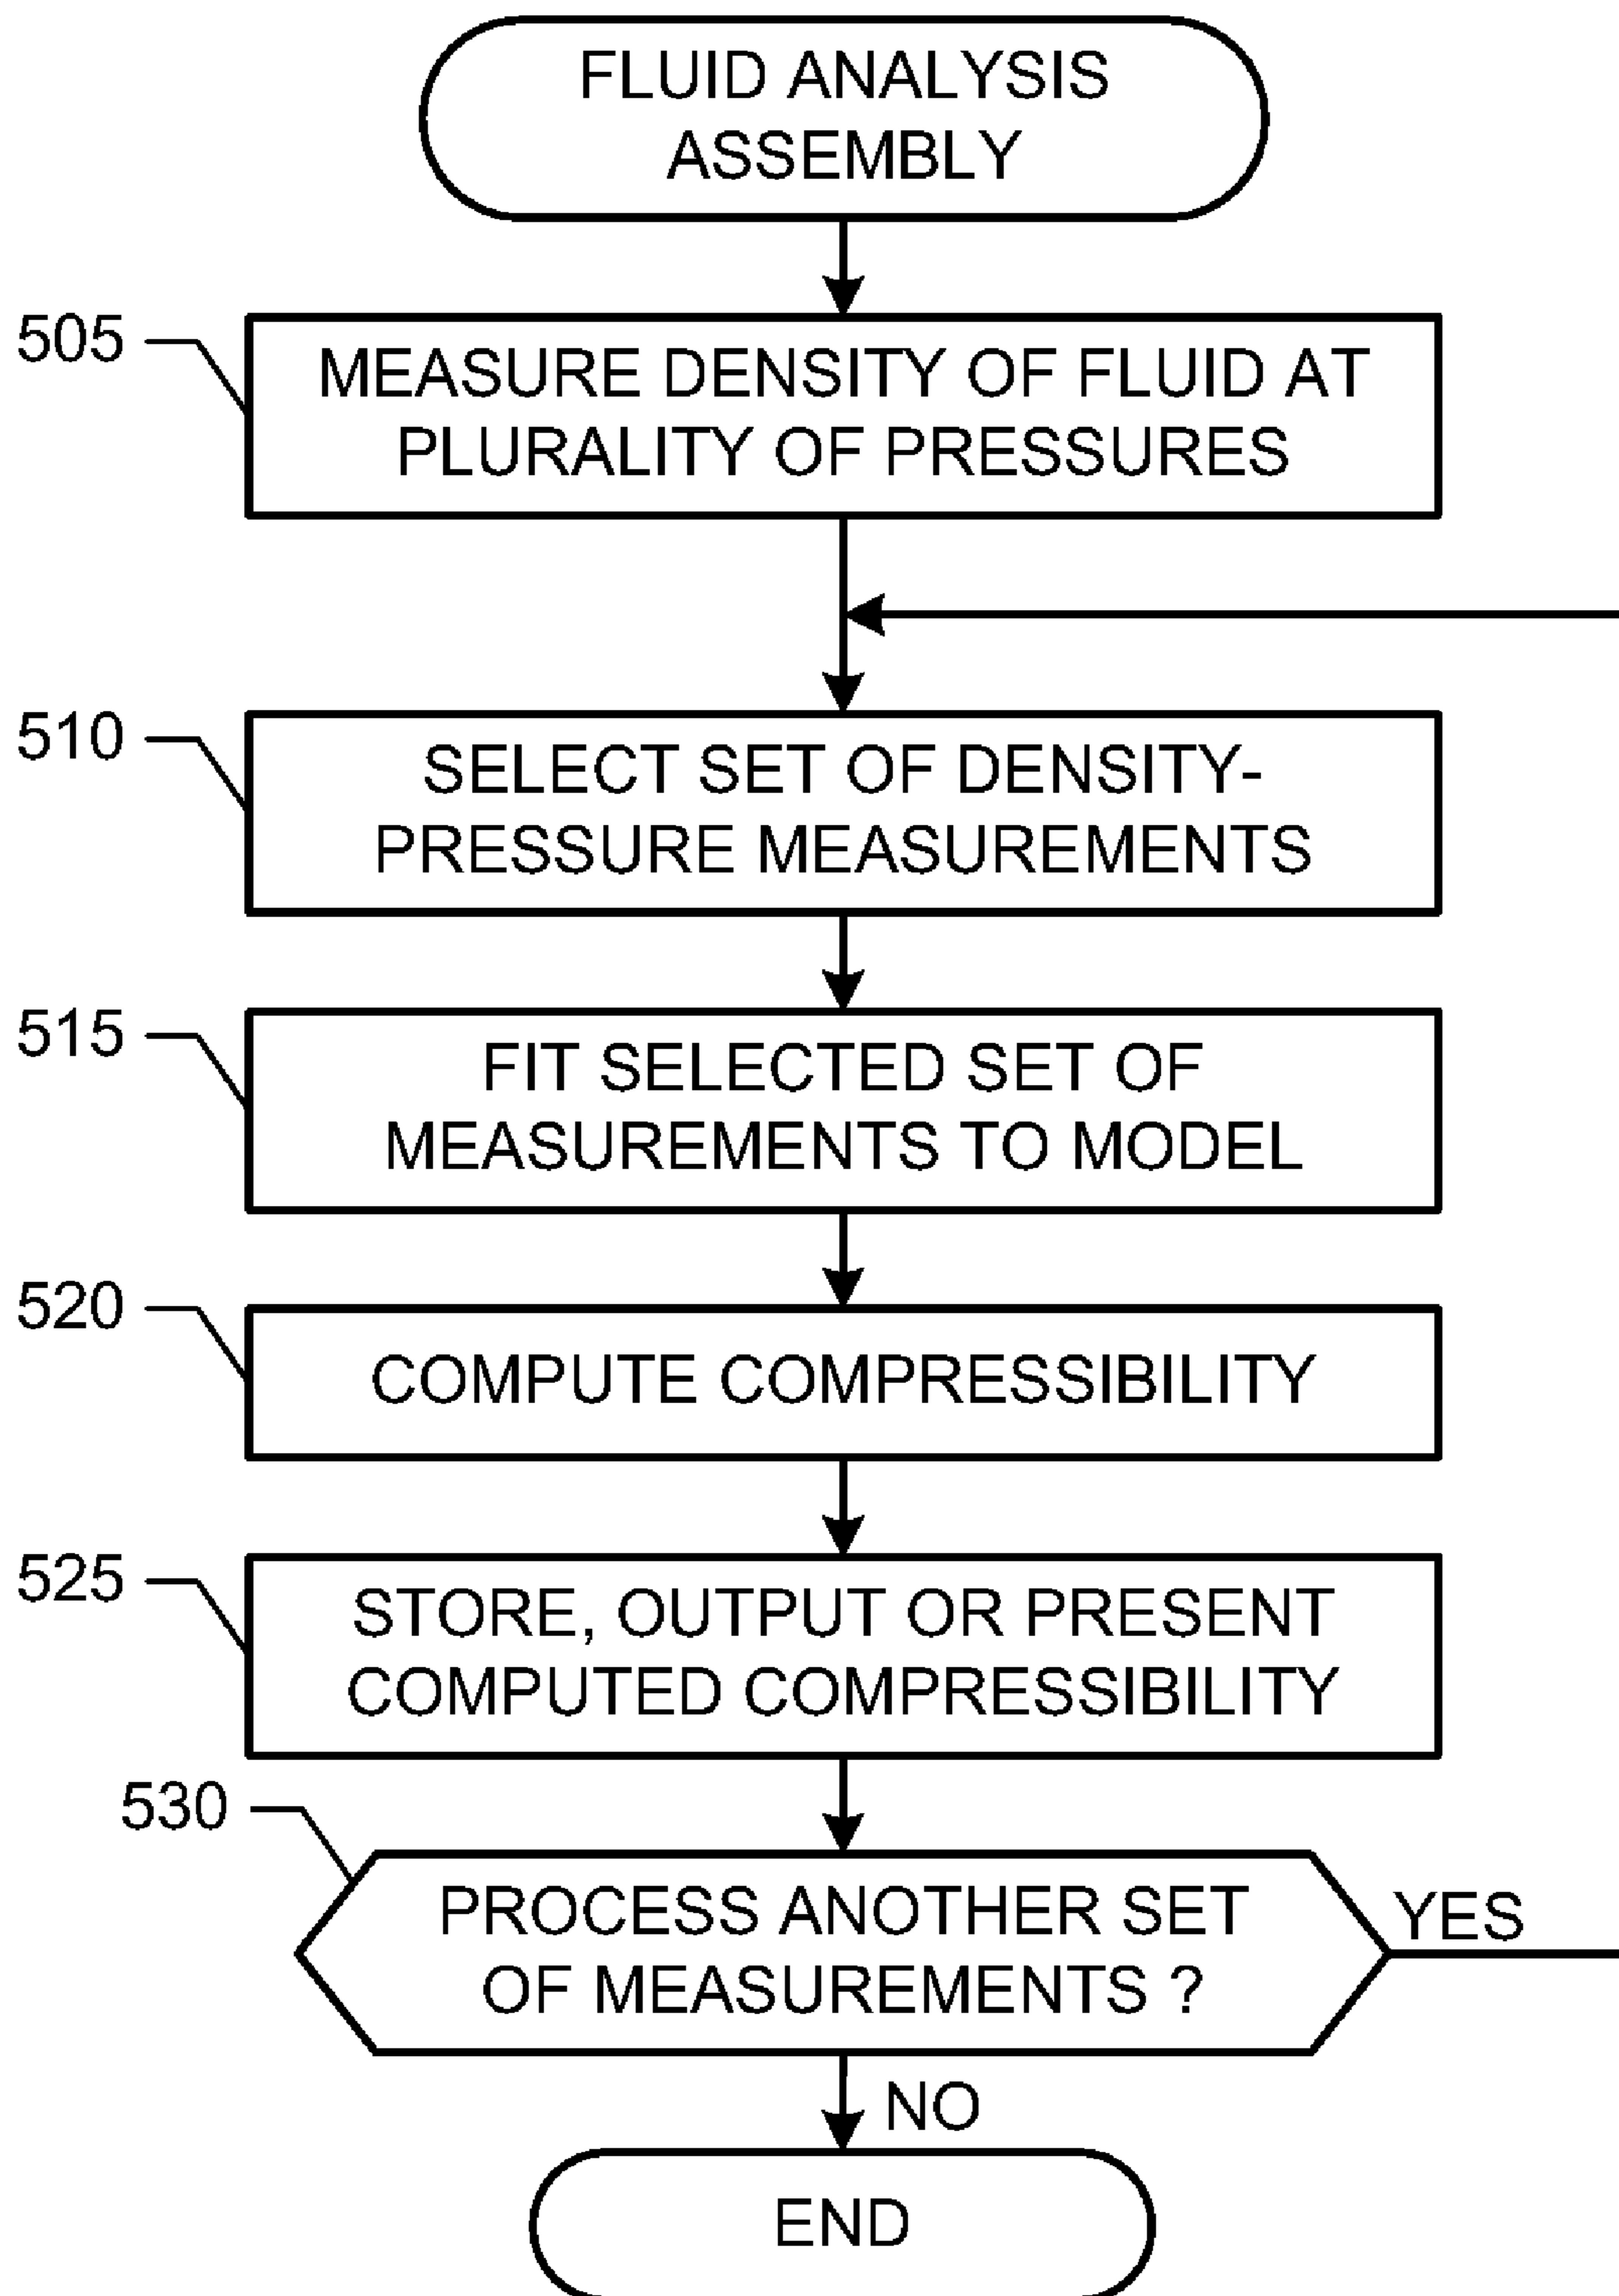 FLUID ANALYSIS
ASSEMBLY
505
MEASURE DENSITY OF FLUID AT
PLURALITY OF PRESSURES
510
SELECT SET OF DENSITY-
PRESSURE MEASUREMENTS
515
FIT SELECTED SET OF
MEASUREMENTS TO MODEL
520
COMPUTE COMPRESSIBILITY
525
STORE, OUTPUT OR PRESENT
COMPUTED COMPRESSIBILITY
530
PROCESS ANOTHER SET
OF MEASUREMENTS ?
YES
NO
END